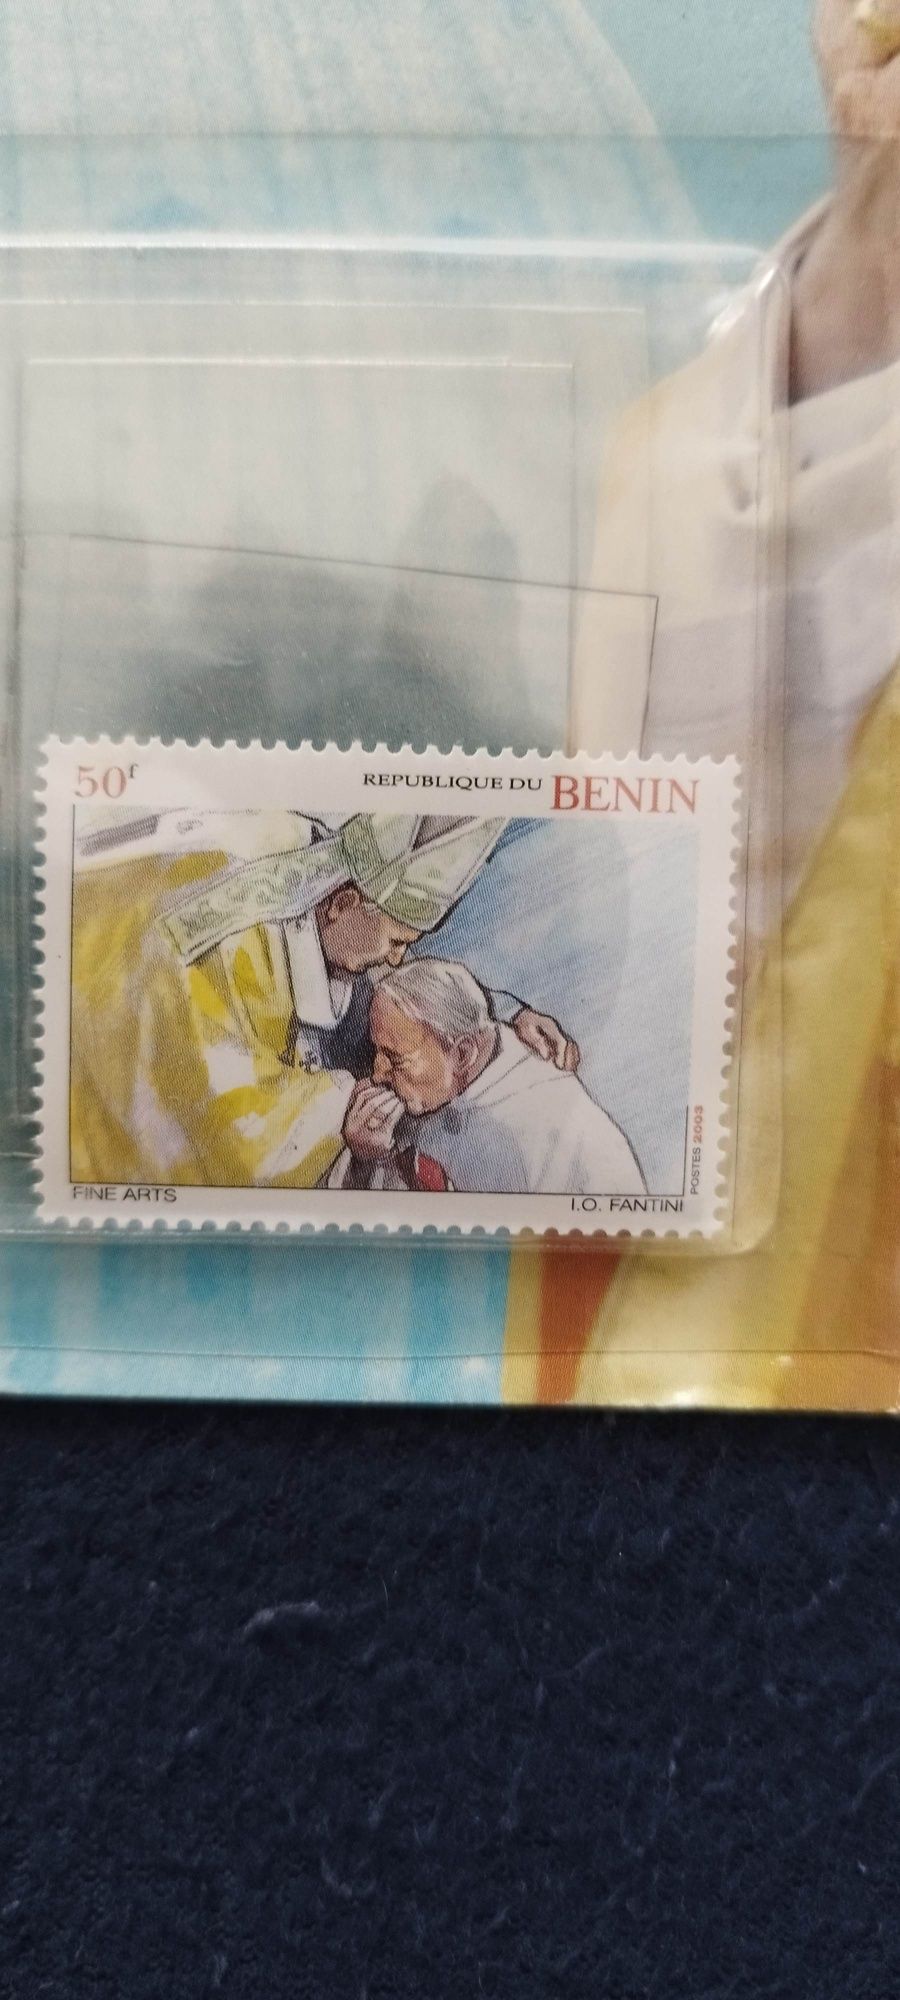 50f
REPUBLIQUE DU BENIN
POSTES 2003
FINE ARTS
I.O. FANTINI